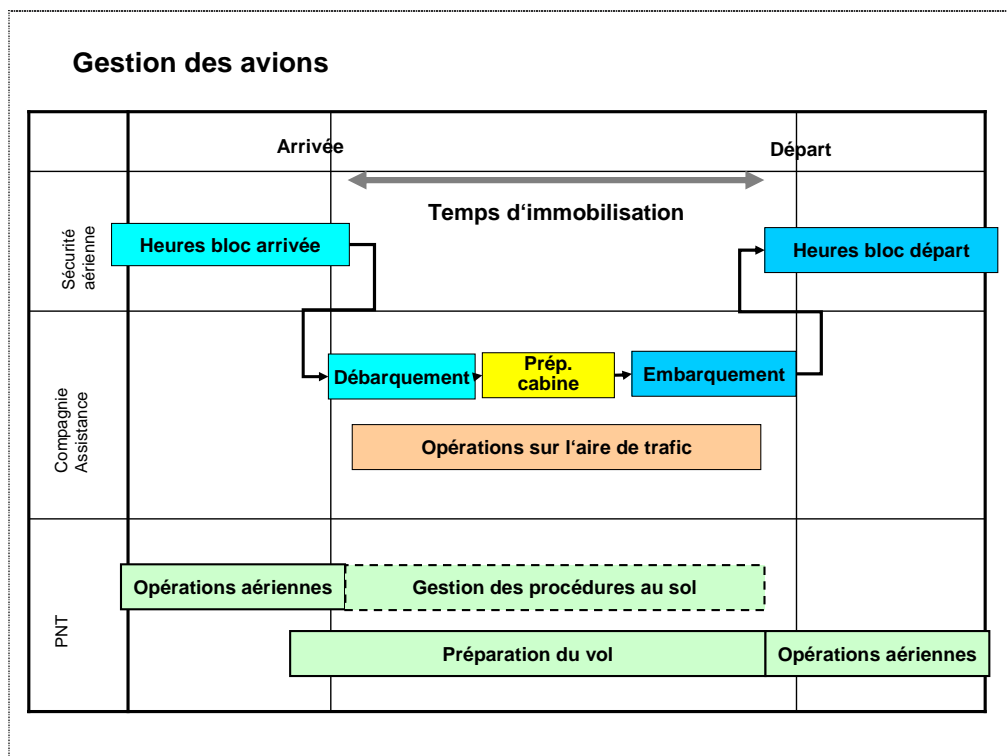 Gestion des avions
Arrivée
Départ
Temps d‘immobilisation
Sécurité
aérienne
Heures bloc arrivée
Heures bloc départ
Compagnie
Assistance
Débarquement
Prép.
cabine
Embarquement
Opérations sur l‘aire de trafic
PNT
Opérations aériennes
Gestion des procédures au sol
Préparation du vol
Opérations aériennes